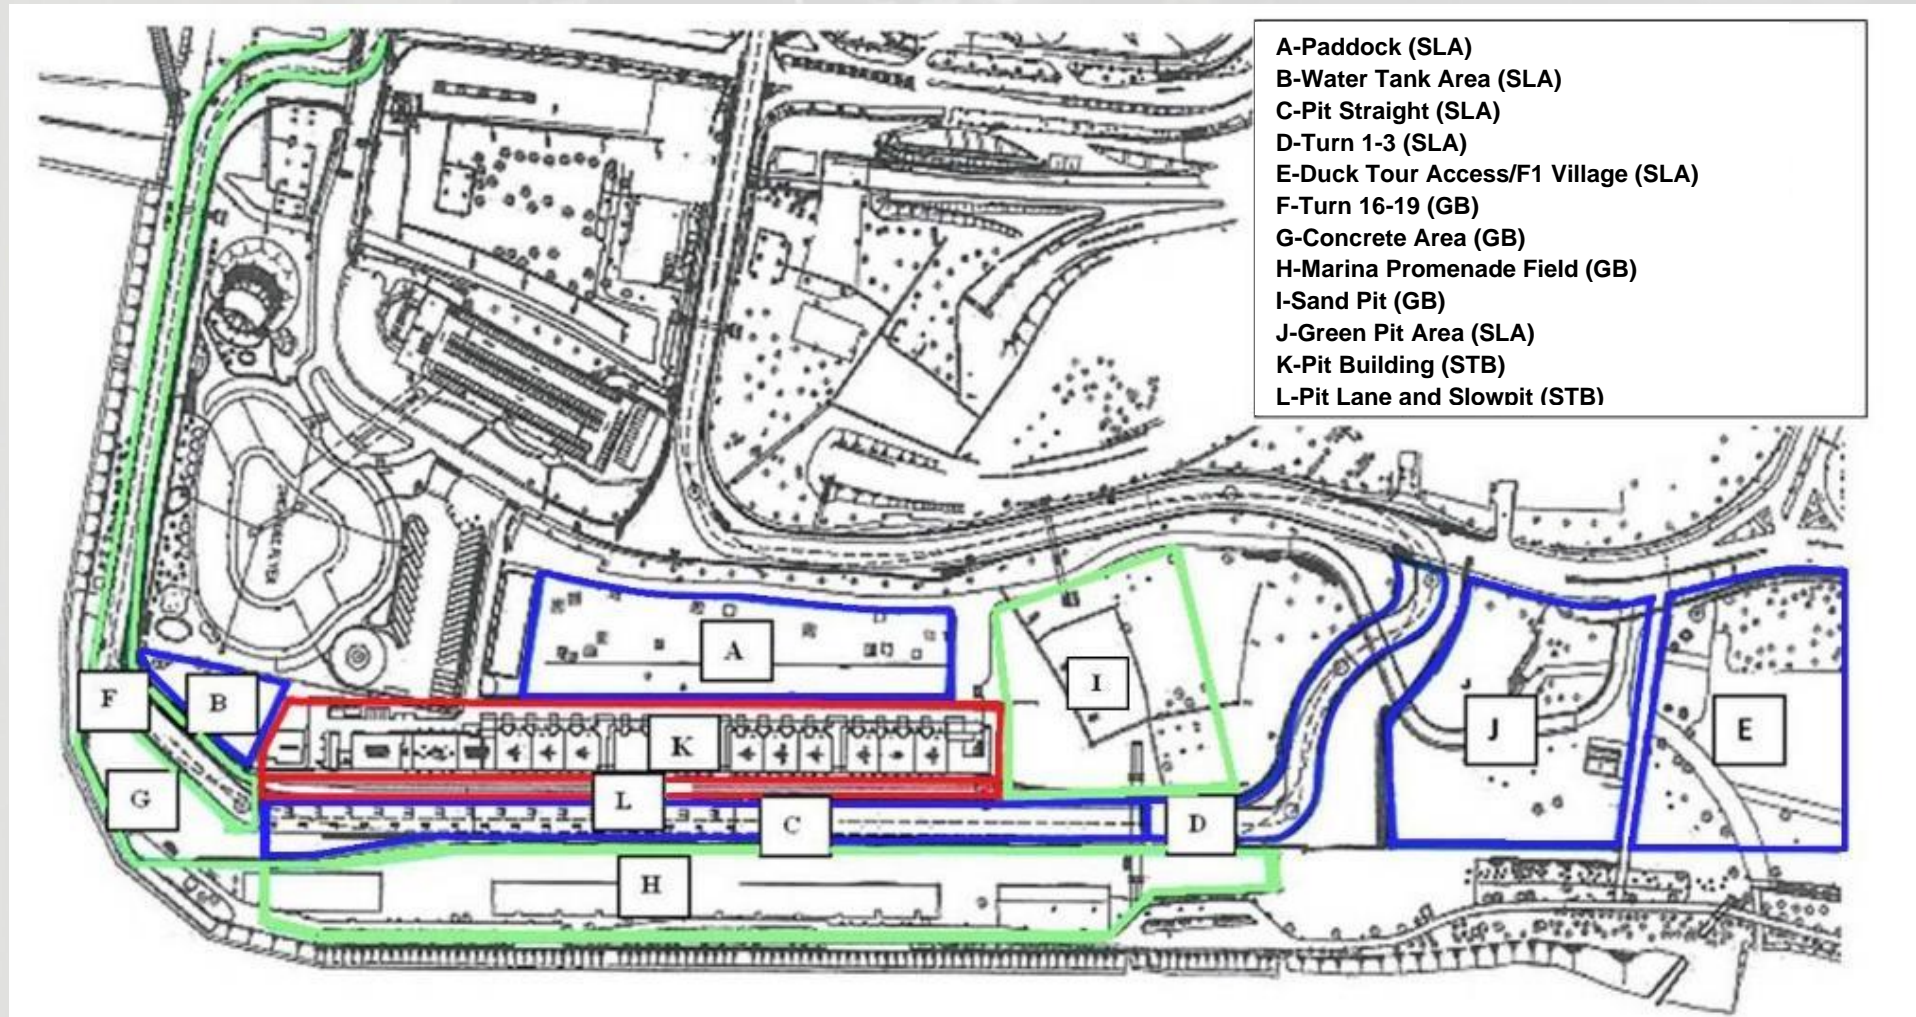 A-Paddock (SLA)
B-Water Tank Area (SLA)
C-Pit Straight (SLA)
D-Turn 1-3 (SLA)
E-Duck Tour Access/F1 Village (SLA)
F-Turn 16-19 (GB)
G-Concrete Area (GB)
H-Marina Promenade Field (GB)
I-Sand Pit (GB)
J-Green Pit Area (SLA)
K-Pit Building (STB)
L-Pit Lane and Slowpit (STB)
A
I
F
B
K
J
E
G
L
C
D
H